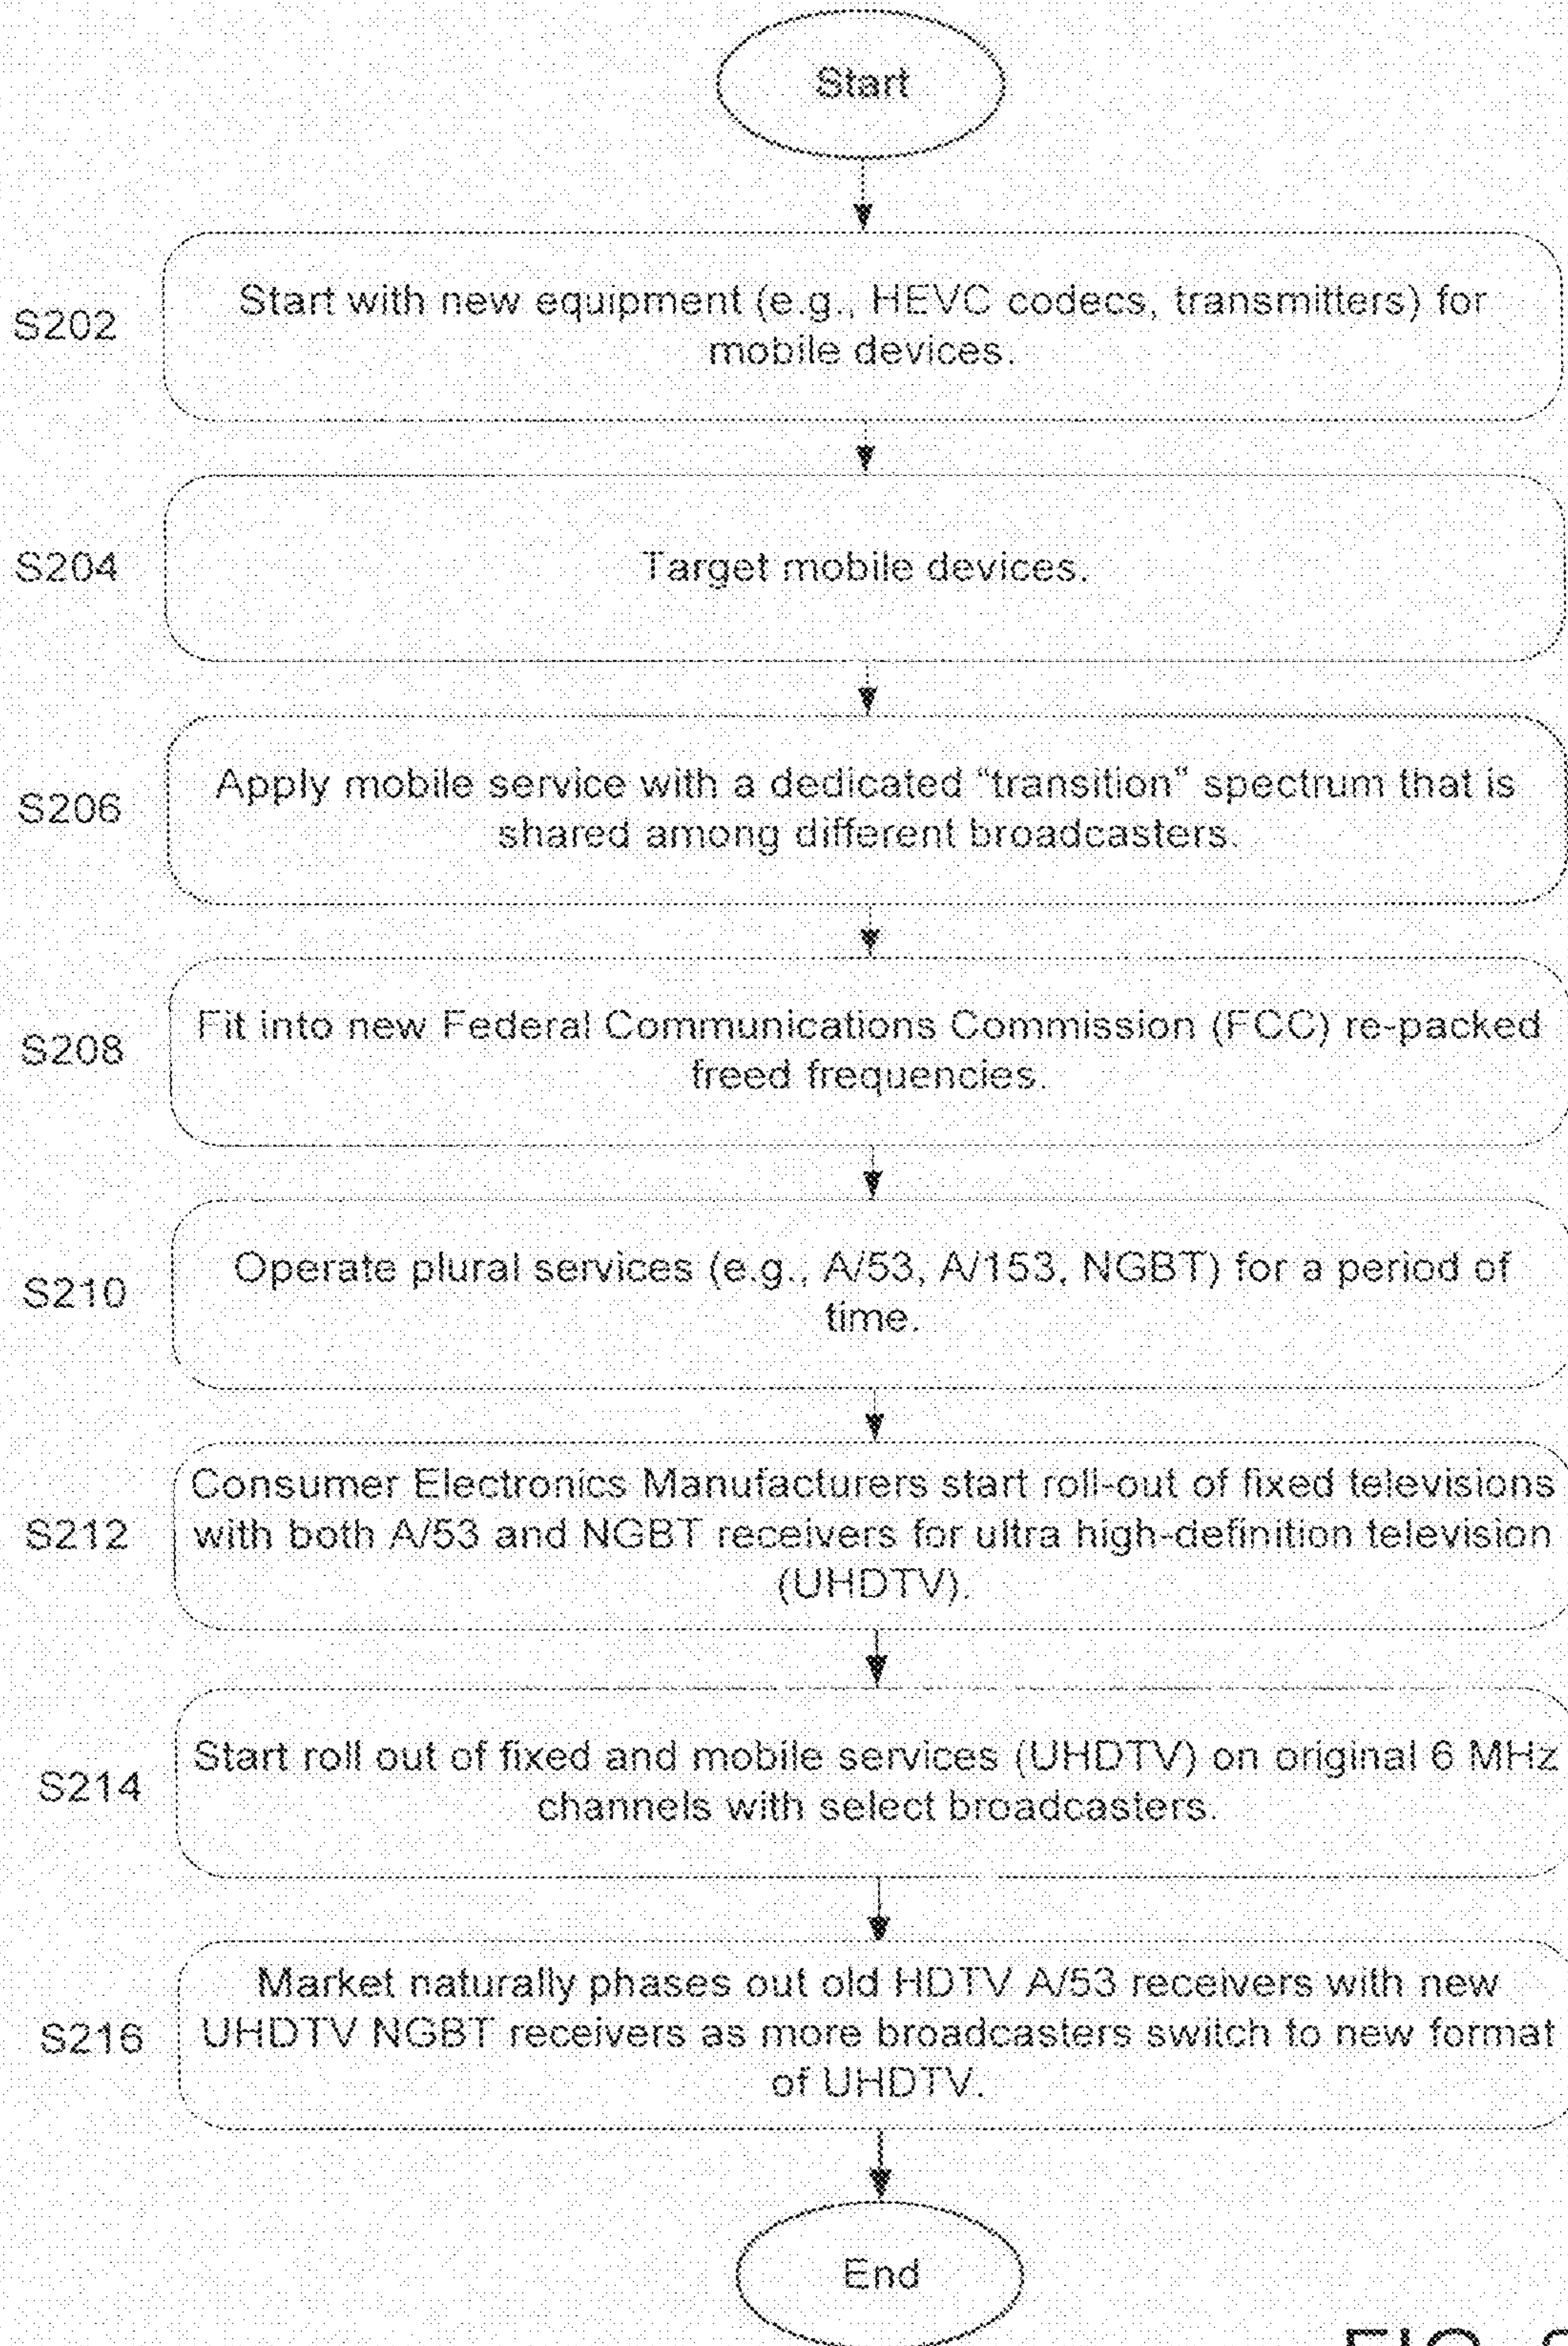 Start
S202
Start with new equipment (e.g., HEVC codecs, transmitters) for
mobile devices.
S204
Target mobile devices.
S206
Apply mobile service with a dedicated “transition“ spectrum that is
shared among different broadcasters.
S208
Fit into new Federal Communications Commission (FCC) re-packed
freed frequencies.
S210
Operate plural services (e.g., A/53, A/153, NGBT) for a period of
time.
S212
Consumer Electronics Manufacturers start roll-out of fixed televisions
with both A/53 and NGBT receivers for ultra high-definition television
(UHDTV).
S214
Start roll out of fixed and mobile services (UHDTV) on original 6 MHz
channels with select broadcasters.
S216
Market naturally phases out old HDTV A/53 receivers with new
UHDTV NGBT receivers as more broadcasters switch to new format
of UHDTV.
End
FIG.